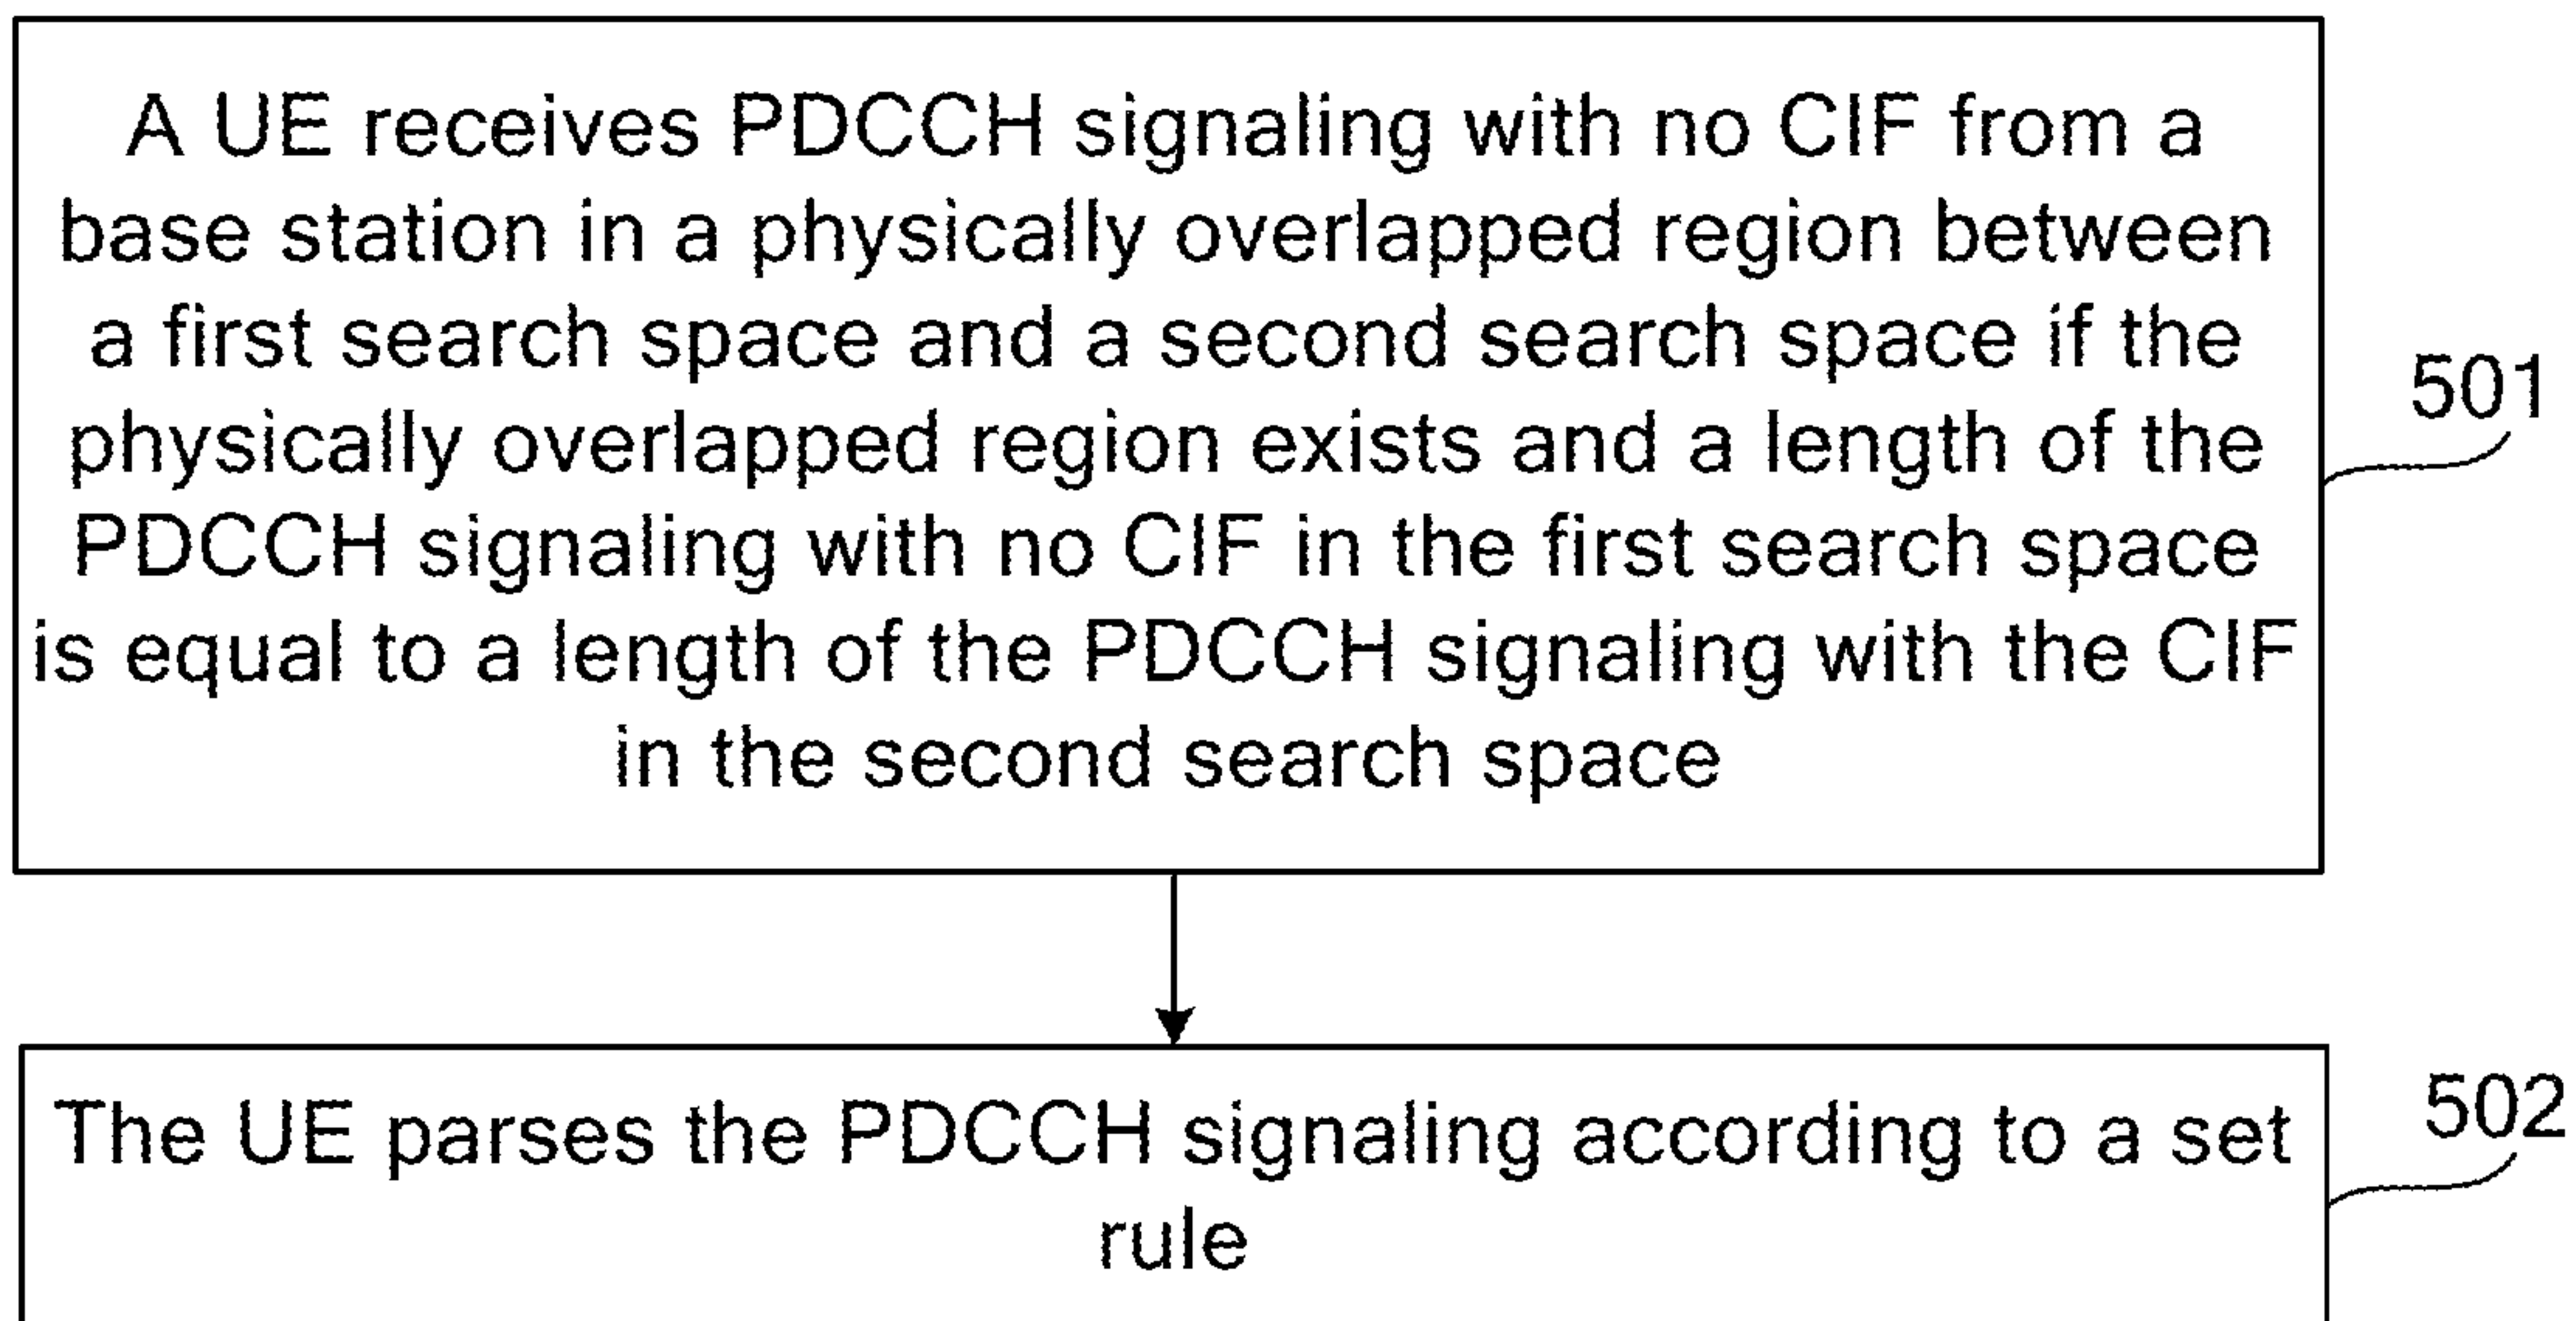 A UE receives PDCCH signaling with no CIF from a
base station in a physically overlapped region between
a first search space and a second search space if the
physically overlapped region exists and a length of the
PDCCH signaling with no CIF in the first search space
is equal to a length of the PDCCH signaling with the CIF
in the second search space
501
The UE parses the PDCCH signaling according to a set
rule
502